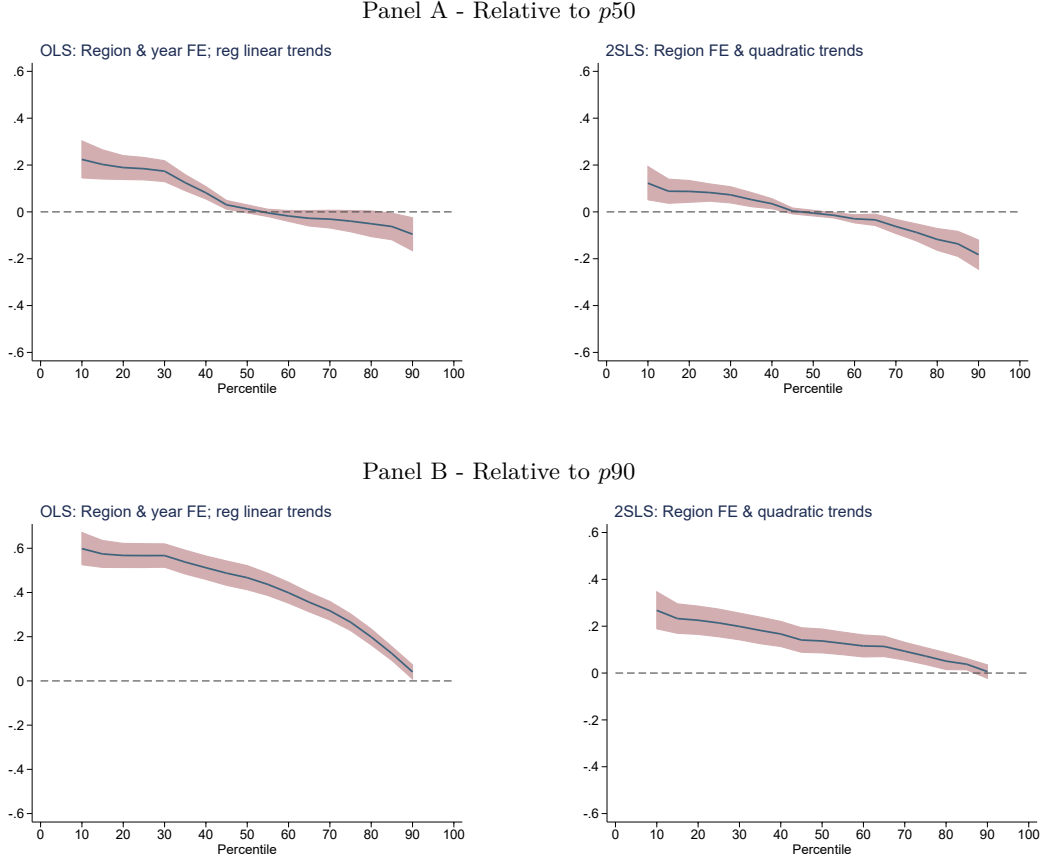 Panel A - Relative to p50
OLS: Region & year FE; reg linear trends
.6
.4
.2
0
-.2
-.4
-.6
0 10 20 30 40 50 60 70 80 90 100
Percentile
2SLS: Region FE & quadratic trends
.6
.4
.2
0
-.2
-.4
-.6
0 10 20 30 40 50 60 70 80 90 100
Percentile
Panel B - Relative to p90
OLS: Region & year FE; reg linear trends
.6
.4
.2
0
-.2
-.4
-.6
0 10 20 30 40 50 60 70 80 90 100
Percentile
2SLS: Region FE & quadratic trends
.6
.4
.2
0
-.2
-.4
-.6
0 10 20 30 40 50 60 70 80 90 100
Percentile